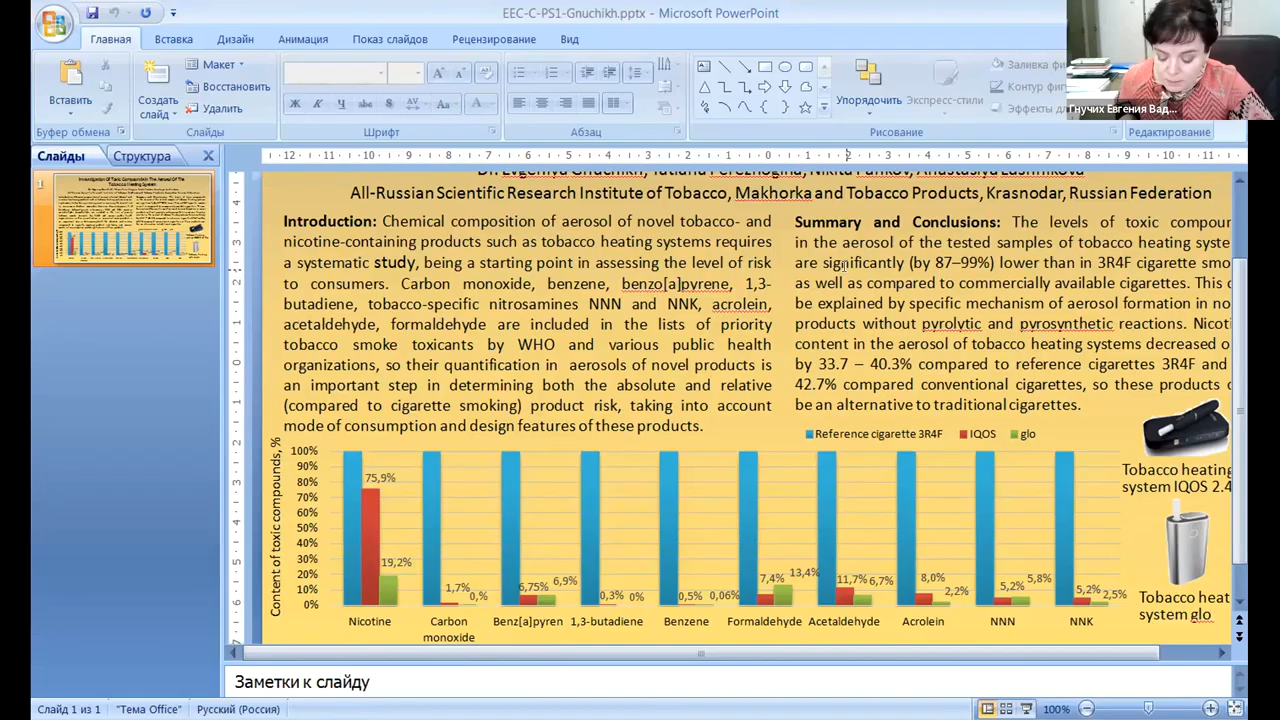 EEC-C-PS1-Gnuchikh.pptx - Microsoft PowerPoint
Главная Вставка Дизайн Анимация Показ слайдов Рецензирование Вид
Вставить
Создать слайд
Макет
Восстановить
Удалить
Упорядочить
Экспресс-стили
Заливка фи
Контур фиг
Эффекты д
Буфер обмена Слайды Шрифт Абзац Рисование Редактирование
Гнучих Евгения Вад...
Слайды Структура
1
All-Russian Scientific Research Institute of Tobacco, Makhorka and Tobacco Products, Krasnodar, Russian Federation
Introduction: Chemical composition of aerosol of novel tobacco- and
nicotine-containing products such as tobacco heating systems requires
a systematic study, being a starting point in assessing the level of risk
to consumers. Carbon monoxide, benzene, benzo[a]pyrene, 1,3-
butadiene, tobacco-specific nitrosamines NNN and NNK, acrolein,
acetaldehyde, formaldehyde are included in the lists of priority
tobacco smoke toxicants by WHO and various public health
organizations, so their quantification in aerosols of novel products is
an important step in determining both the absolute and relative
(compared to cigarette smoking) product risk, taking into account
mode of consumption and design features of these products.
Summary and Conclusions: The levels of toxic compour
in the aerosol of the tested samples of tobacco heating syste
are significantly (by 87–99%) lower than in 3R4F cigarette smo
as well as compared to commercially available cigarettes. This c
be explained by specific mechanism of aerosol formation in no
products without pyrolytic and pyrosynthetic reactions. Nicoti
content in the aerosol of tobacco heating systems decreased o
by 33.7 – 40.3% compared to reference cigarettes 3R4F and
42.7% compared conventional cigarettes, so these products c
be an alternative to traditional cigarettes.
Reference cigarette 3R4F IQOS glo
Content of toxic compounds, %
100%
90%
80%
70%
60%
50%
40%
30%
20%
10%
0%
75,9% 19,2% 1,7% 0,% 6,75% 6,9% 0,3% 0% 0,5% 0,06% 7,4% 13,4% 11,7% 6,7% 8,0% 2,2% 5,2% 5,8% 5,2% 2,5%
Nicotine Carbon monoxide Benz[a]pyren 1,3-butadiene Benzene Formaldehyde Acetaldehyde Acrolein NNN NNK
Tobacco heating
system IQOS 2.4
Tobacco heat
system glo
Заметки к слайду
Слайд 1 из 1 "Тема Office" Русский (Россия) 100%